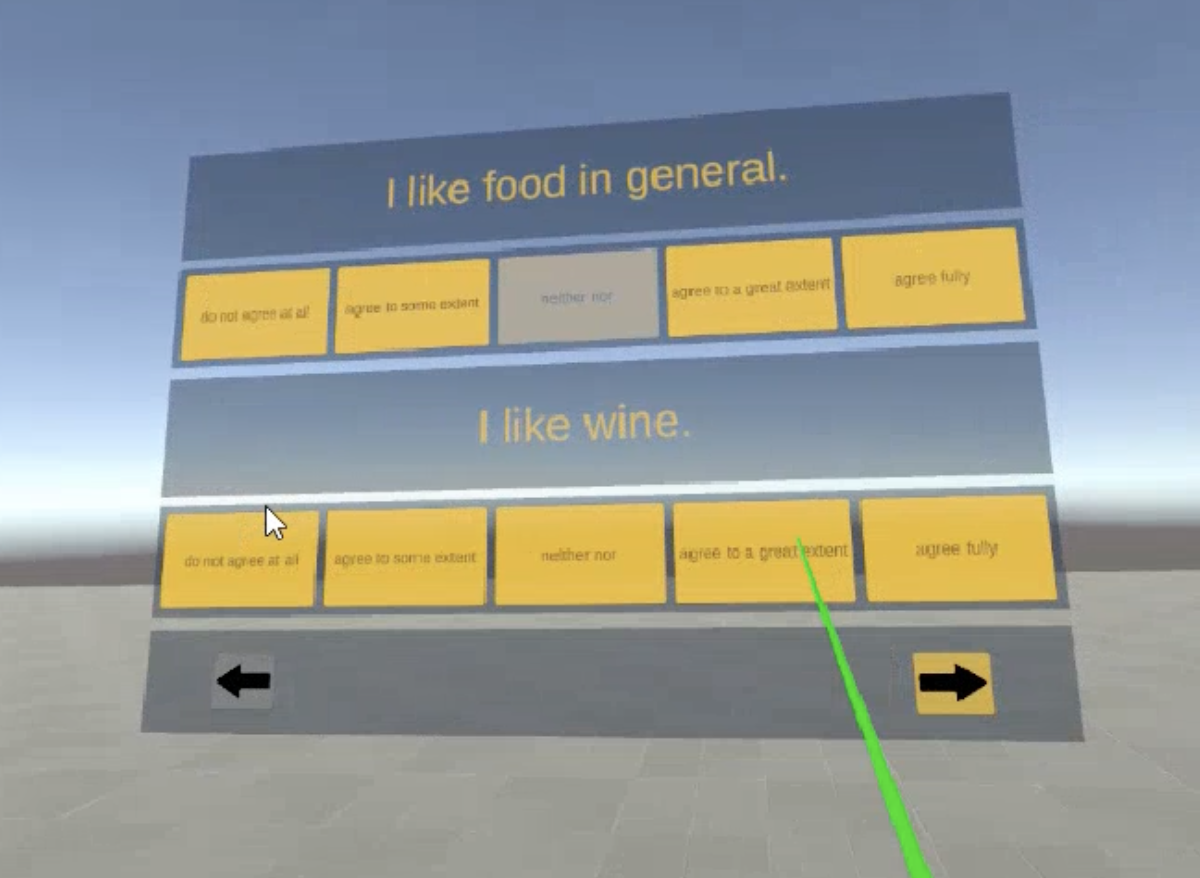 I like food in general.
do not agree at all
agree to some extent
neither nor
agree to a great extent
agree fully
I like wine.
do not agree at all
agree to some extent
neither nor
agree to a great extent
agree fully